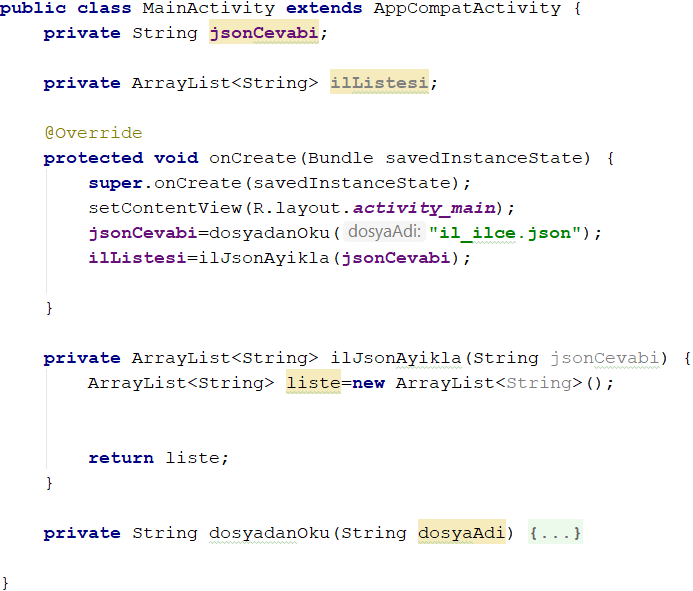 public class MainActivity extends AppCompatActivity {
    private String jsonCevabi;
    private ArrayList<String> ilListesi;
    @Override
    protected void onCreate(Bundle savedInstanceState) {
        super.onCreate(savedInstanceState);
        setContentView(R.layout.activity_main);
        jsonCevabi=dosyadanOku( dosyaAdi: "il_ilce.json");
        ilListesi=ilJsonAyikla(jsonCevabi);
    }
    private ArrayList<String> ilJsonAyikla(String jsonCevabi) {
        ArrayList<String> liste=new ArrayList<String>();
        return liste;
    }
    private String dosyadanOku(String dosyaAdi) {...}
}